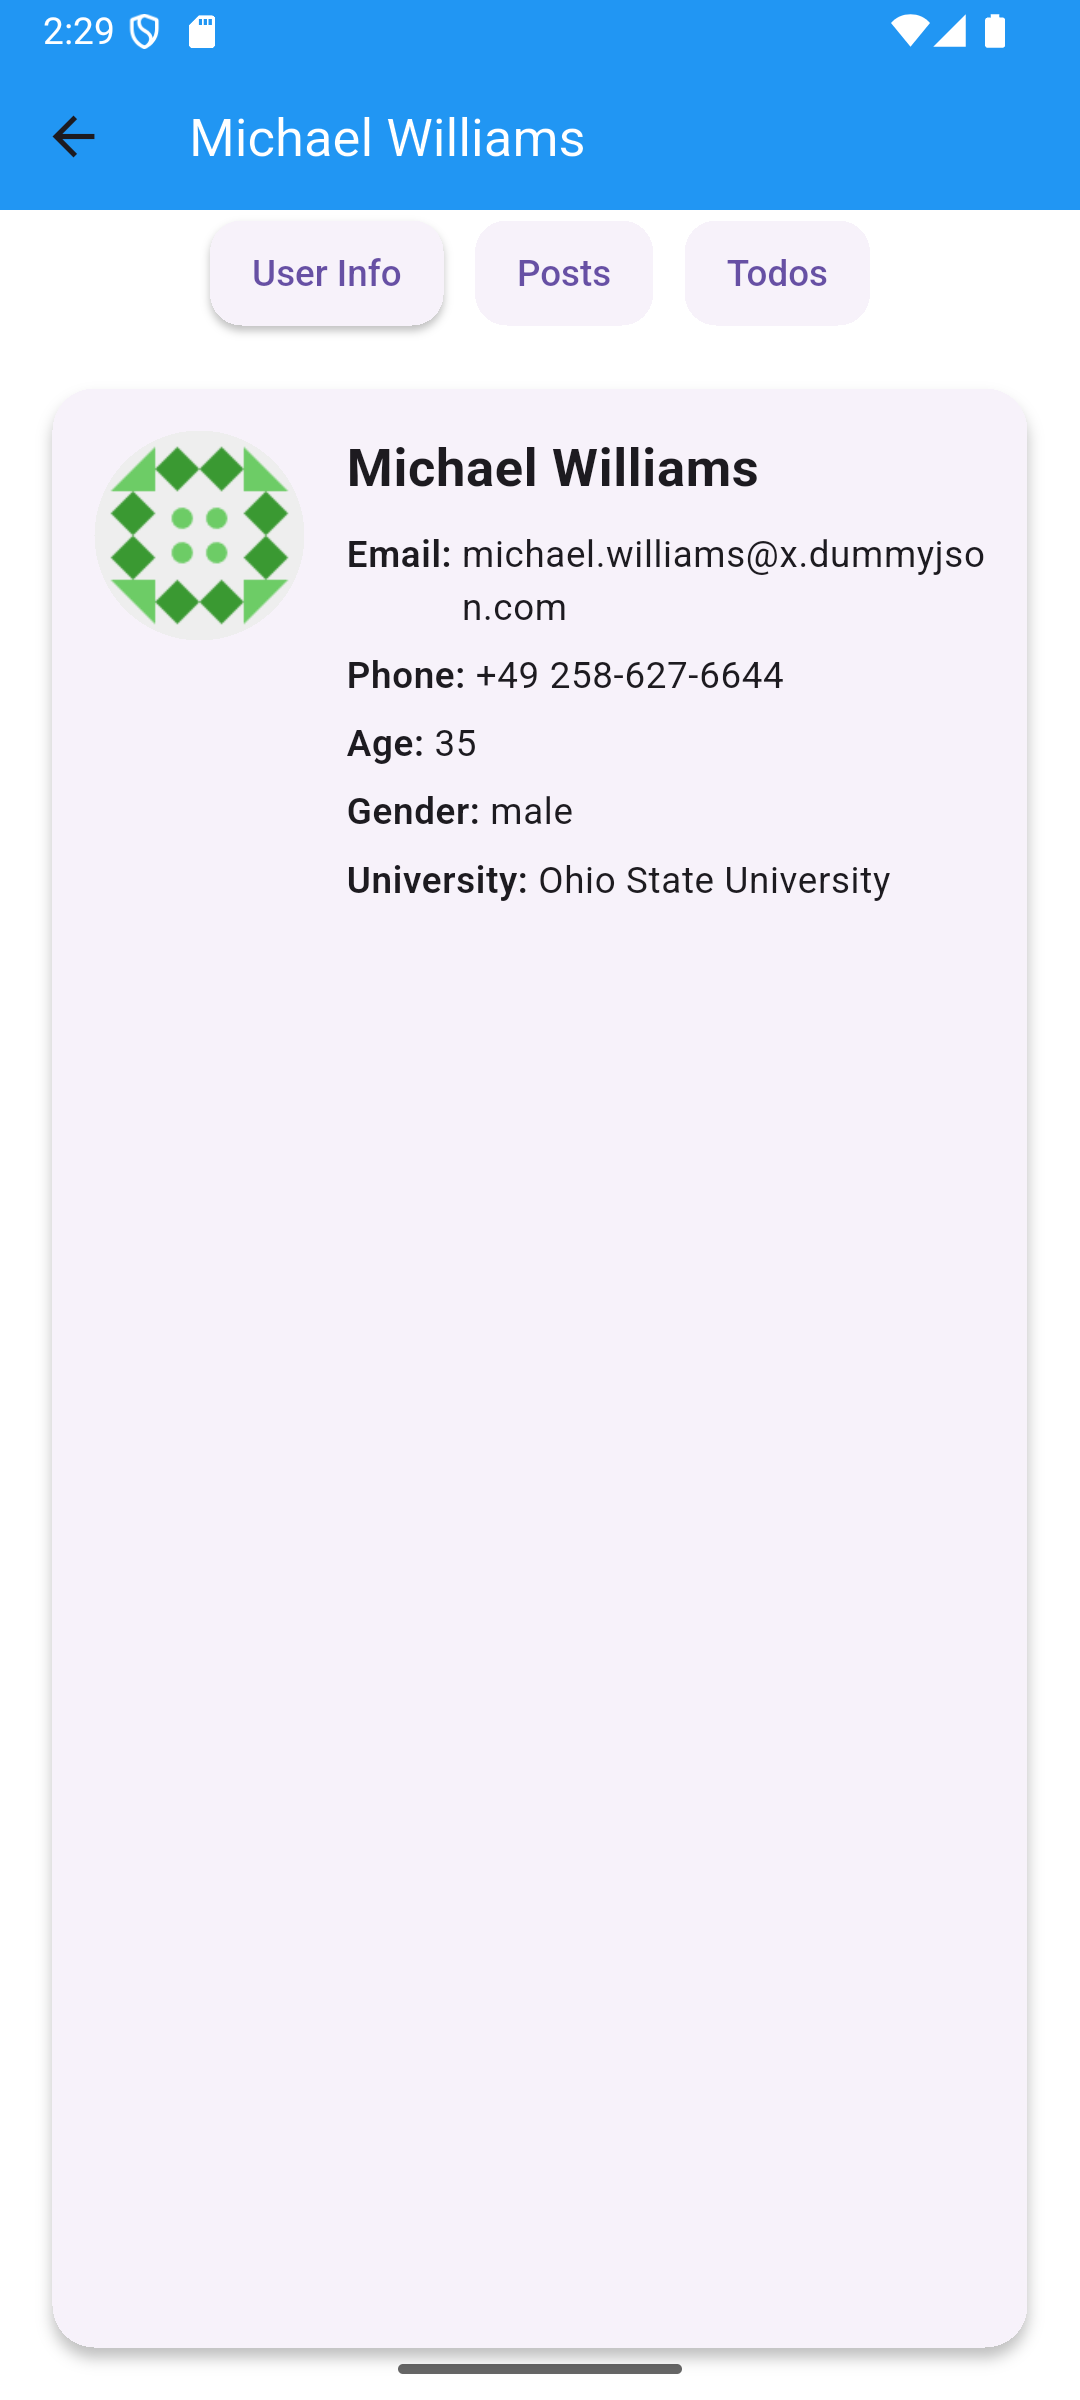 2:29
Michael Williams
User Info Posts Todos
Michael Williams
Email: michael.williams@x.dummyjso
n.com
Phone: +49 258-627-6644
Age: 35
Gender: male
University: Ohio State University